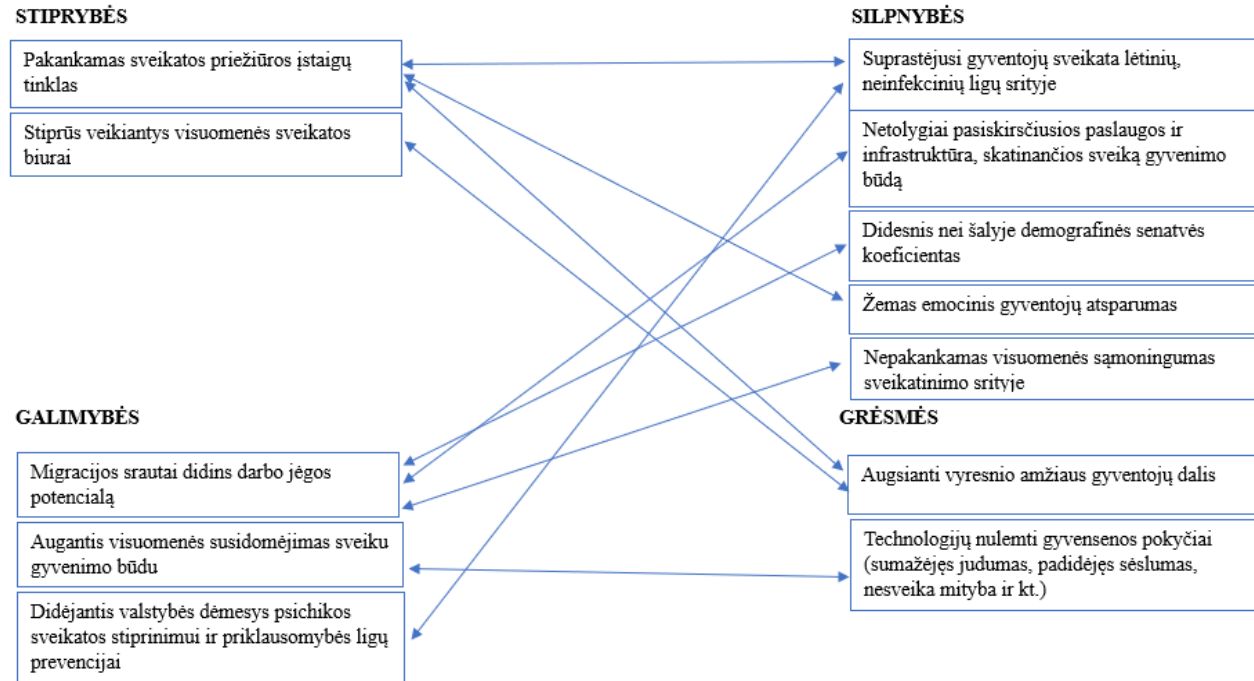 STIPRYBĖS
Pakankamas sveikatos priežiūros įstaigų
tinklas
Stiprūs veikiantys visuomenės sveikatos
biurai
SILPNYBĖS
Suprastėjusi gyventojų sveikata lėtinių,
neinfekcinių ligų srityje
Netolygiai pasiskirsčiusios paslaugos ir
infrastruktūra, skatinančios sveiką gyvenimo
būdą
Didesnis nei šalyje demografinės senatvės
koeficientas
Žemas emocinis gyventojų atsparumas
Nepakankamas visuomenės sąmoningumas
sveikatinimo srityje
GALIMYBĖS
Migracijos srautai didins darbo jėgos
potencialą
Augantis visuomenės susidomėjimas sveiku
gyvenimo būdu
Didėjantis valstybės dėmesys psichikos
sveikatos stiprinimui ir priklausomybės ligų
prevencijai
GRĖSMĖS
Augsianti vyresnio amžiaus gyventojų dalis
Technologijų nulemti gyvensenos pokyčiai
(sumažėjęs judumas, padidėjęs sėslumas,
nesveika mityba ir kt.)